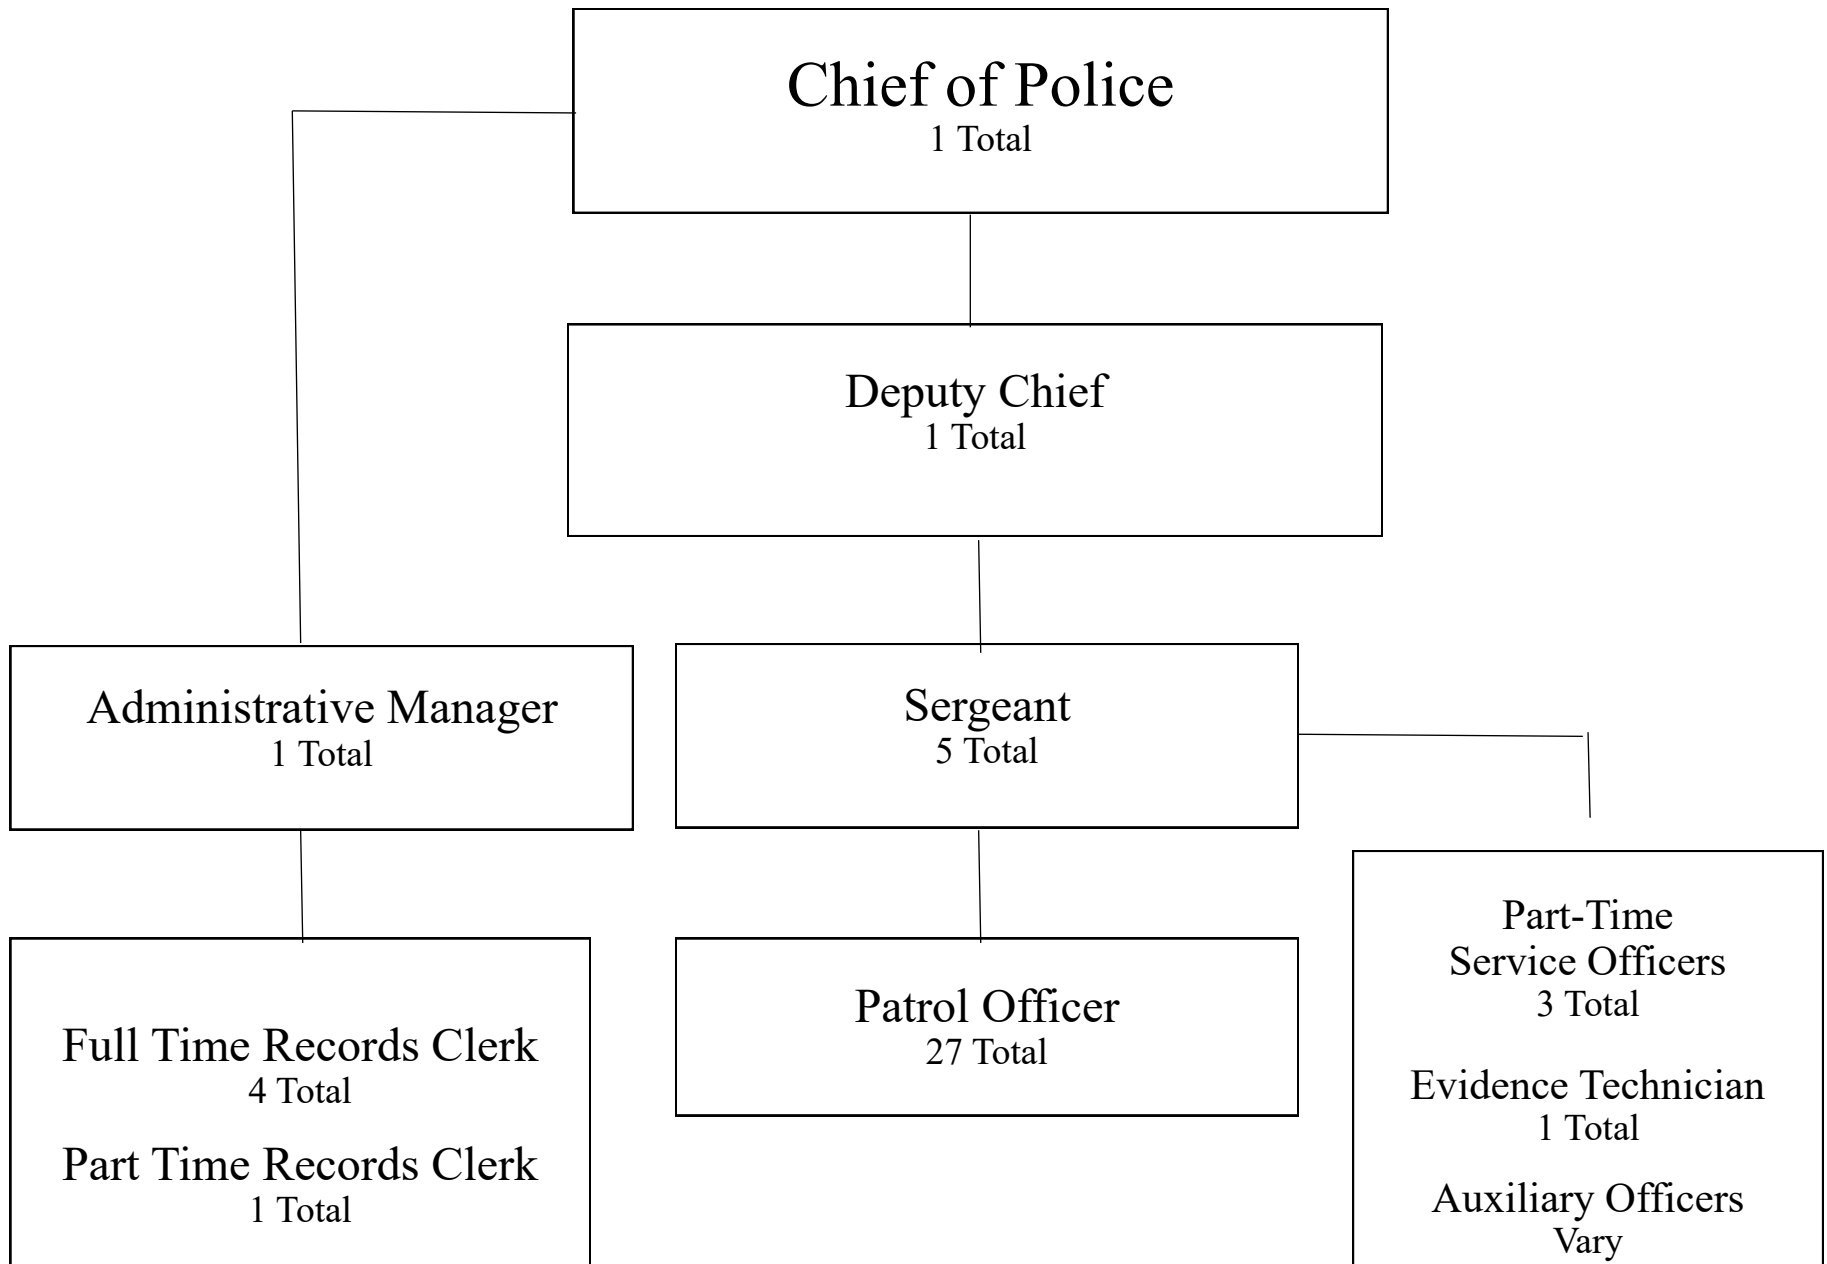 Chief of Police
1 Total
Deputy Chief
1 Total
Administrative Manager
1 Total
Sergeant
5 Total
Full Time Records Clerk
4 Total
Part Time Records Clerk
1 Total
Patrol Officer
27 Total
Part-Time
Service Officers
3 Total
Evidence Technician
1 Total
Auxiliary Officers
Vary